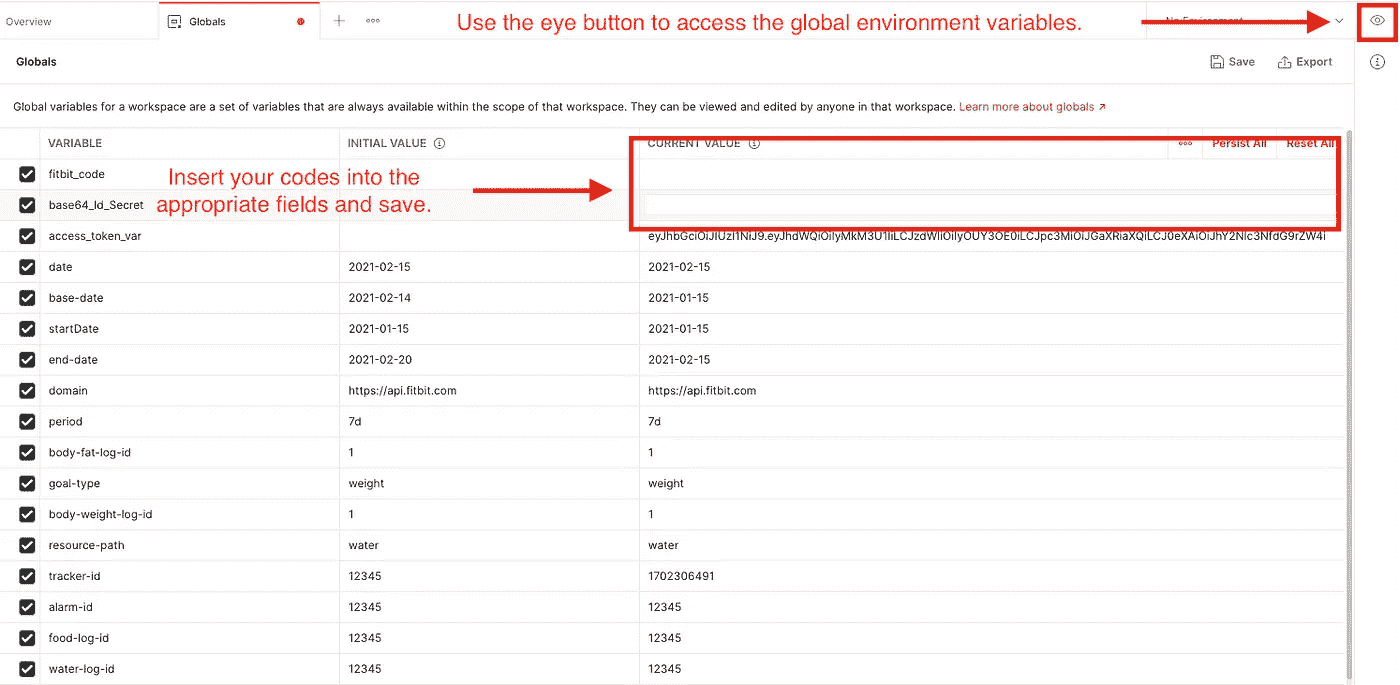 Overview
Globals
Use the eye button to access the global environment variables.
No Environment
Globals
Save
Export
Global variables for a workspace are a set of variables that are always available within the scope of that workspace. They can be viewed and edited by anyone in that workspace. Learn more about globals ↗
VARIABLE INITIAL VALUE CURRENT VALUE Persist All Reset All
fitbit_code
Insert your codes into the
base64_Id_Secret
appropriate fields and save.
access_token_var
date 2021-02-15 2021-02-15
base-date 2021-02-14 2021-01-15
startDate 2021-01-15 2021-01-15
end-date 2021-02-20 2021-02-15
domain https://api.fitbit.com https://api.fitbit.com
period 7d 7d
body-fat-log-id 1 1
goal-type weight weight
body-weight-log-id 1 1
resource-path water water
tracker-id 12345 1702306491
alarm-id 12345 12345
food-log-id 12345 12345
water-log-id 12345 12345